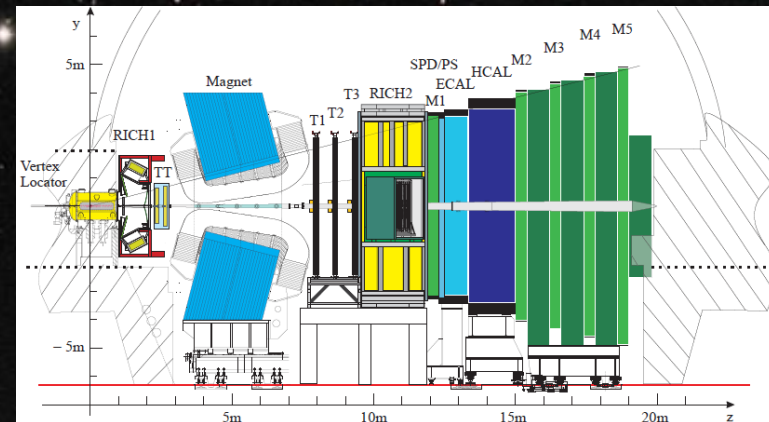 y
5m
Magnet
SPD/PS
ECAL
HCAL
M1
M2
M3
M4
M5
T1
T2
T3
RICH2
RICH1
TT
Vertex
Locator
- 5m
5m
10m
15m
20m
z